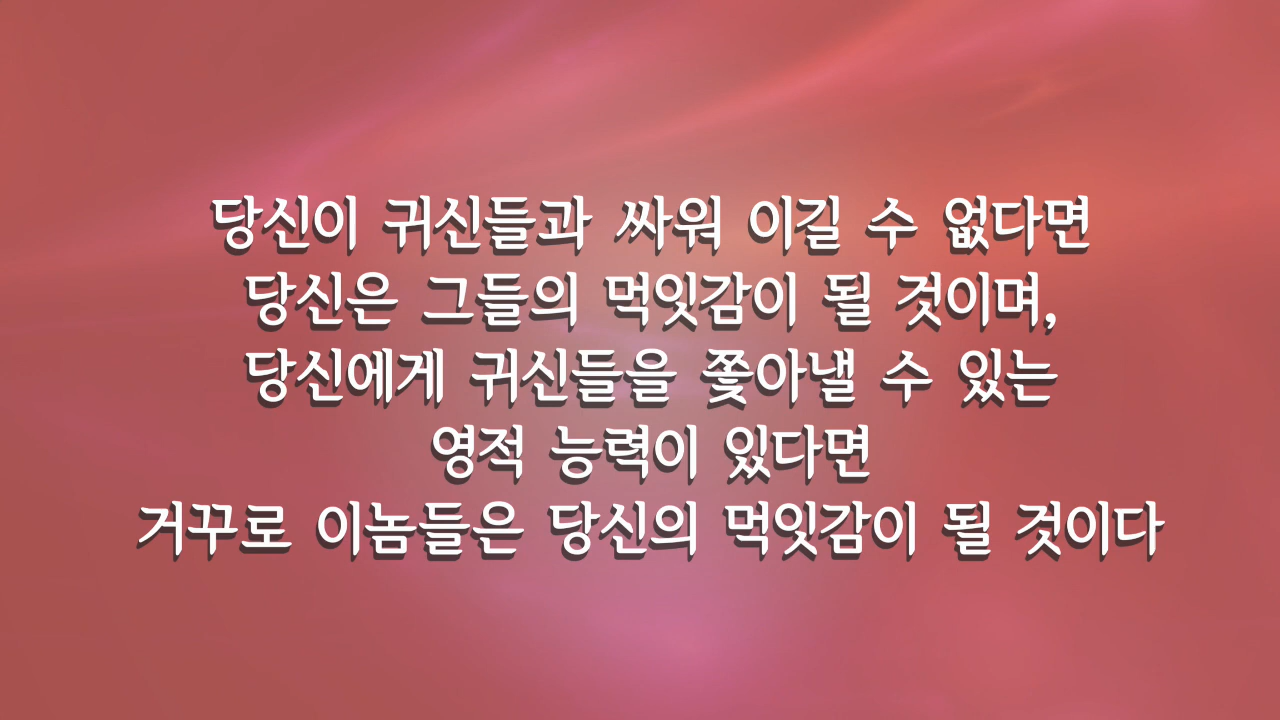 당신이 귀신들과 싸워 이길 수 없다면
당신은 그들의 먹잇감이 될 것이며,
당신에게 귀신들을 쫓아낼 수 있는
영적 능력이 있다면
거꾸로 이놈들은 당신의 먹잇감이 될 것이다